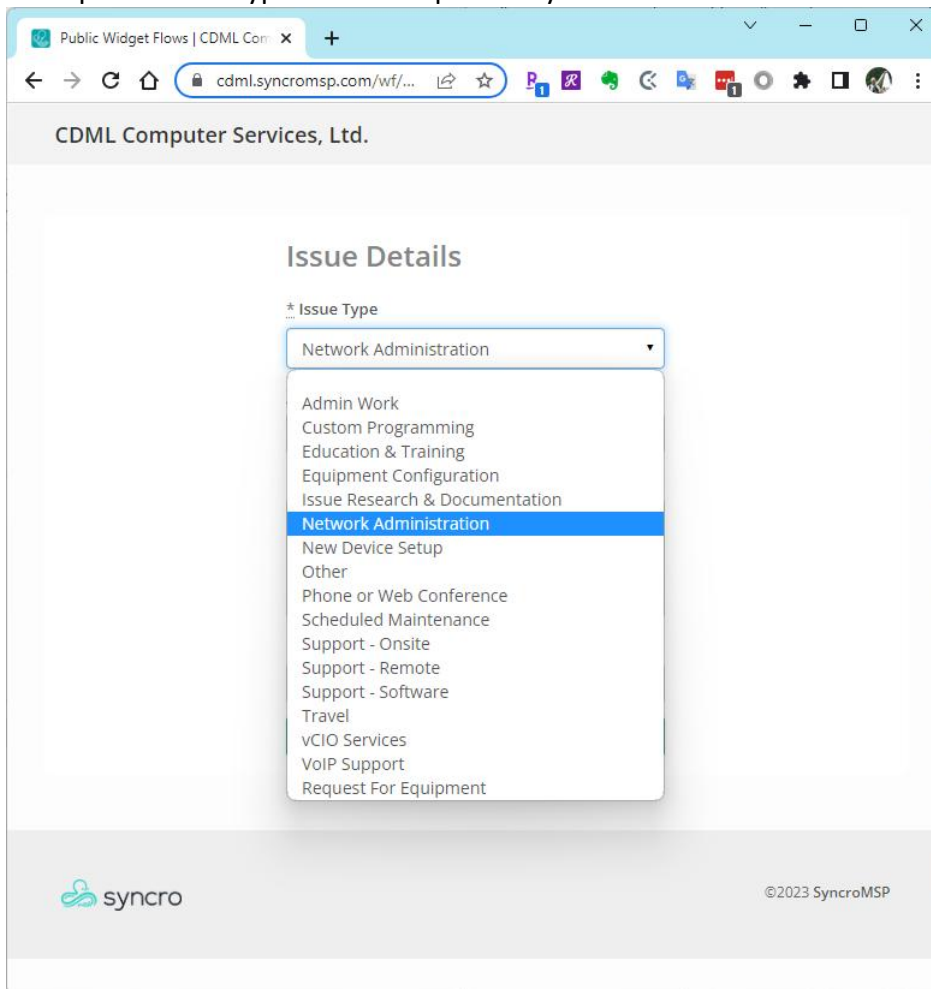 Public Widget Flows | CDML Com
cdml.syncromsp.com/wf/...
1
1
CDML Computer Services, Ltd.
Issue Details
* Issue Type
Network Administration
Admin Work
Custom Programming
Education & Training
Equipment Configuration
Issue Research & Documentation
Network Administration
New Device Setup
Other
Phone or Web Conference
Scheduled Maintenance
Support - Onsite
Support - Remote
Support - Software
Travel
vCIO Services
VoIP Support
Request For Equipment
syncro
©2023 SyncroMSP